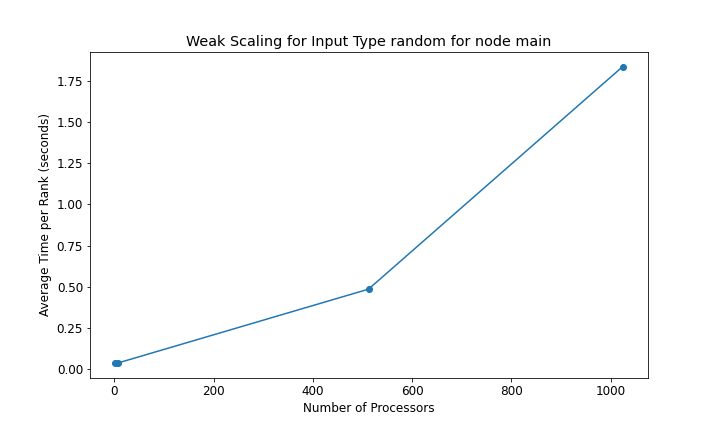 Weak Scaling for Input Type random for node main
1.75
1.50
1.25
1.00
0.75
0.50
0.25
0.00
Average Time per Rank (seconds)
0 200 400 600 800 1000
Number of Processors